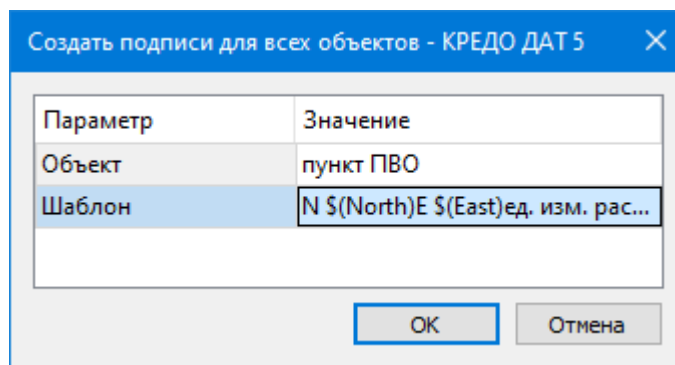 Создать подписи для всех объектов - КРЕДО ДАТ 5
Параметр Значение
Объект пункт ПВО
Шаблон N $(North)E $(East)ед. изм. рас...
ОК Отмена